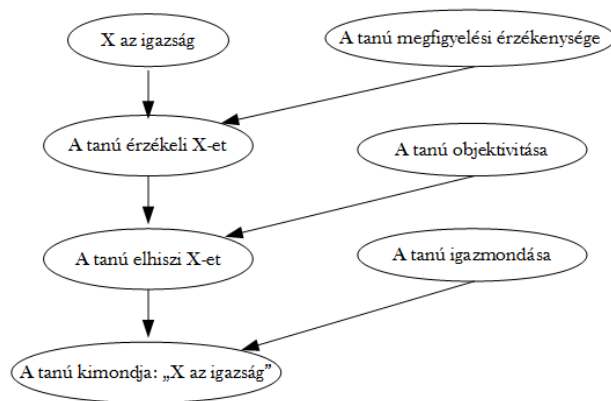 X az igazság
A tanú megfigyelési érzékenysége
A tanú érzékeli X-et
A tanú objektivitása
A tanú elhiszi X-et
A tanú igazmondása
A tanú kimondja: „X az igazság”